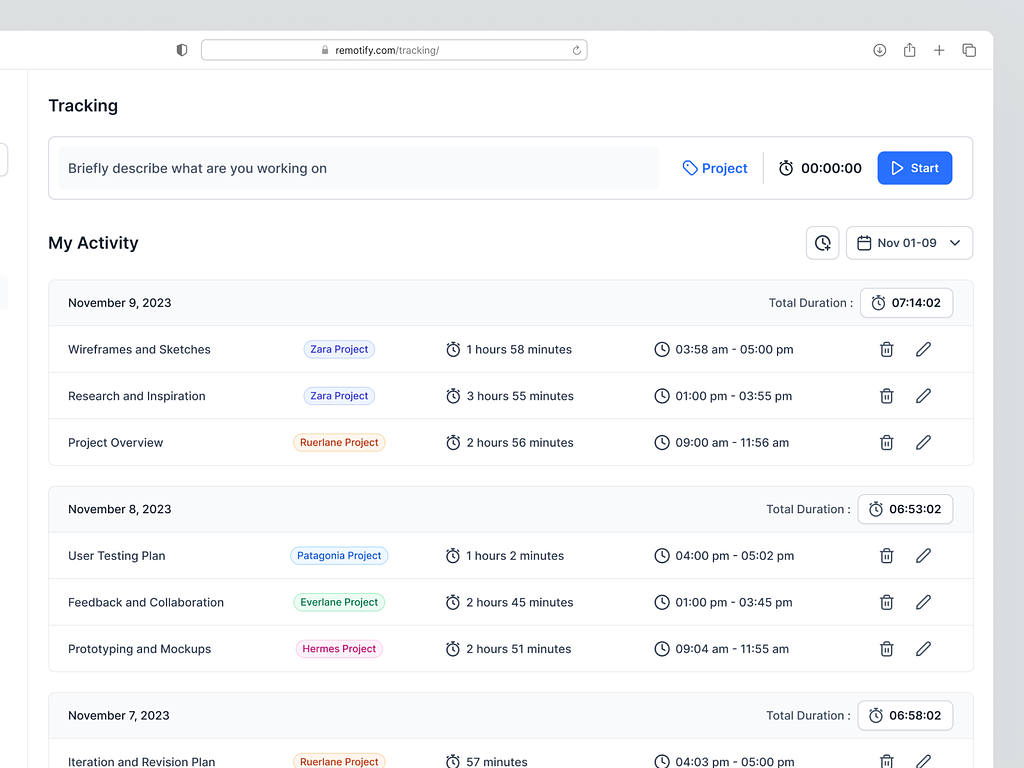 remotify.com/tracking/
Tracking
Briefly describe what are you working on
Project
00:00:00
Start
My Activity
Nov 01-09
November 9, 2023
Total Duration :
07:14:02
Wireframes and Sketches
Zara Project
1 hours 58 minutes
03:58 am - 05:00 pm
Research and Inspiration
Zara Project
3 hours 55 minutes
01:00 pm - 03:55 pm
Project Overview
Ruerlane Project
2 hours 56 minutes
09:00 am - 11:56 am
November 8, 2023
Total Duration :
06:53:02
User Testing Plan
Patagonia Project
1 hours 2 minutes
04:00 pm - 05:02 pm
Feedback and Collaboration
Everlane Project
2 hours 45 minutes
01:00 pm - 03:45 pm
Prototyping and Mockups
Hermes Project
2 hours 51 minutes
09:04 am - 11:55 am
November 7, 2023
Total Duration :
06:58:02
Iteration and Revision Plan
Ruerlane Project
57 minutes
04:03 pm - 05:00 pm